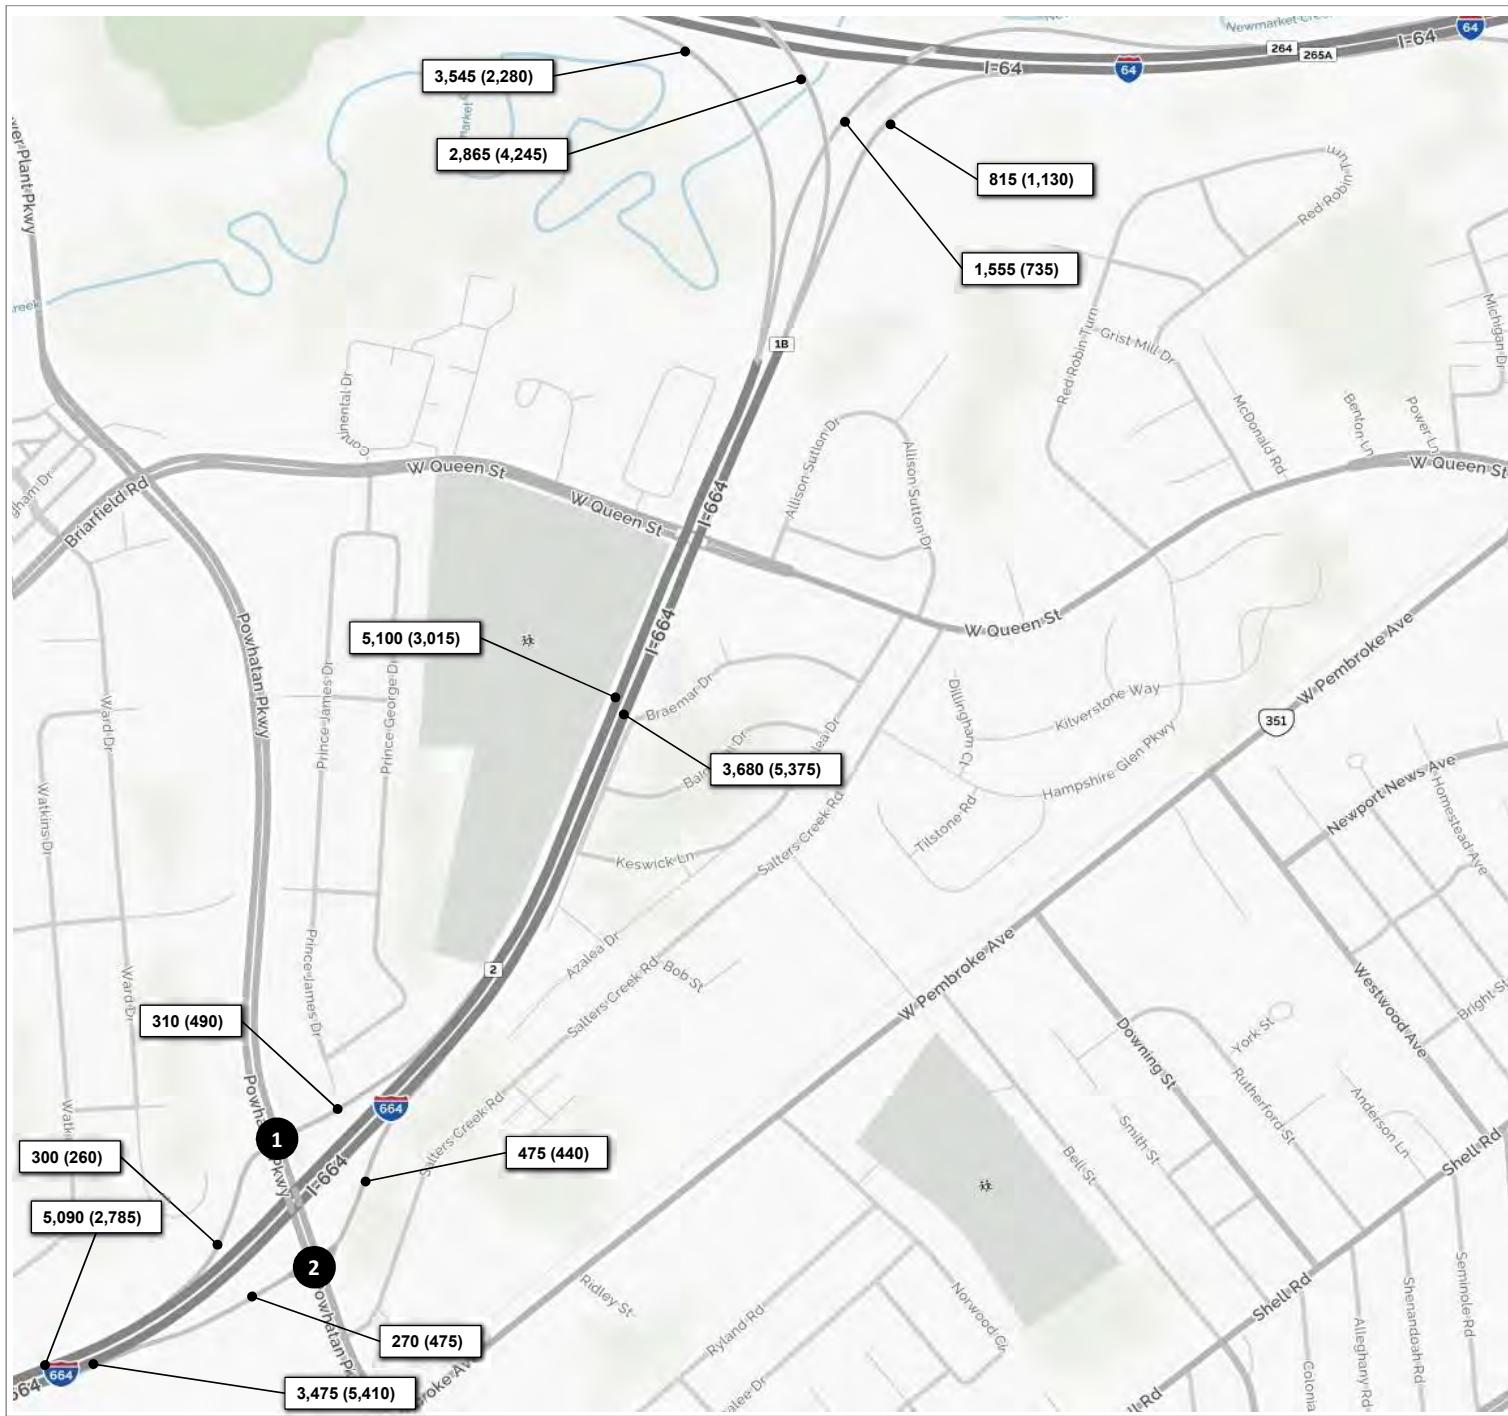 Newmarket Creek
64
264
265A
I-64
I-64
64
3,545 (2,280)
2,865 (4,245)
815 (1,130)
1,555 (735)
Red Robin Turn
Red Robin Turn
Grist Mill Dr
Michigan Dr
McDonald Rd
Benton Ln
Power Ln
1B
Continental Dr
W Queen St
W Queen St
W Queen St
W Queen St
Briarfield Rd
Allison Sutton Dr
Allison Sutton Dr
I-664
I-664
5,100 (3,015)
3,680 (5,375)
Powhatan Pkwy
Prince James Dr
Prince George Dr
Ward Dr
Watkins Dr
Braemar Dr
Dillingham Ct
Kilverstone Way
Hampshire Glen Pkwy
Tilstone Rd
Keswick Ln
Salters Creek Rd
W Pembroke Ave
351
Newport News Ave
Homestead Ave
2
Azalea Dr
Bob St
Salters Creek Rd
W Pembroke Ave
Ward Dr
Prince James Dr
310 (490)
Downing St
York St
Westwood Ave
Bright St
Rutherford St
Anderson Ln
Smith St
Bell St
Shell Rd
664
1
300 (260)
475 (440)
Salters Creek Rd
I-664
5,090 (2,785)
2
270 (475)
3,475 (5,410)
664
664
Ridley St
Ryland Rd
Norwood Cir
Shell Rd
Seminole Rd
Shenandoah Rd
Alleghany Rd